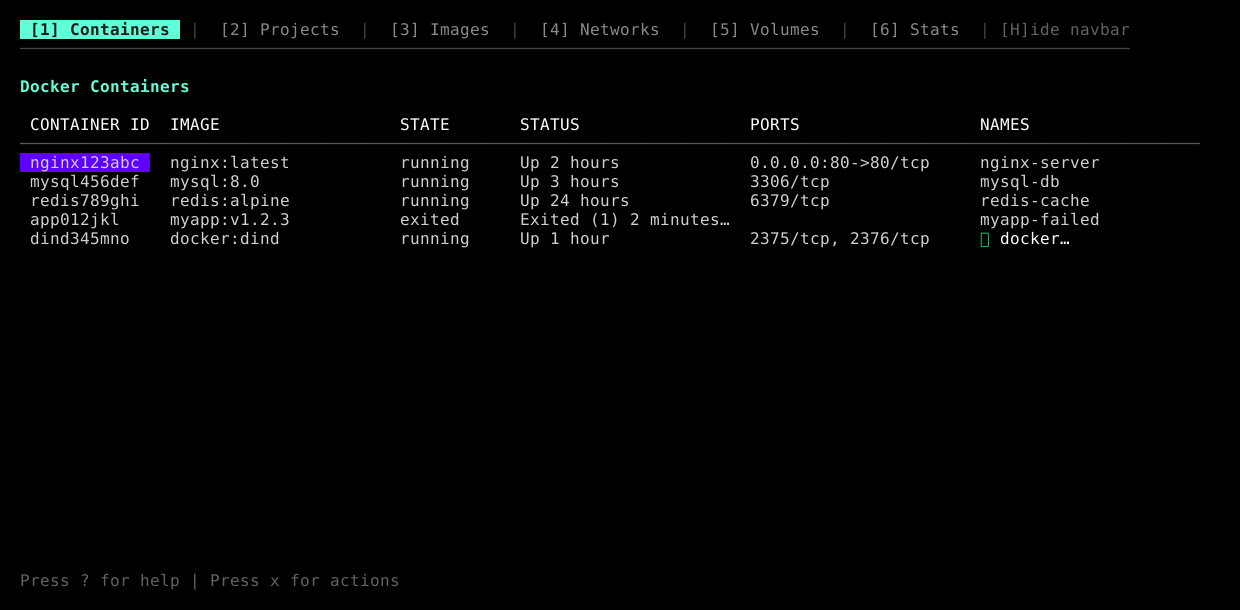 [1] Containers | [2] Projects | [3] Images | [4] Networks | [5] Volumes | [6] Stats | [H]ide navbar
Docker Containers
CONTAINER ID IMAGE STATE STATUS PORTS NAMES
nginx123abc nginx:latest running Up 2 hours 0.0.0.0:80->80/tcp nginx-server
mysql456def mysql:8.0 running Up 3 hours 3306/tcp mysql-db
redis789ghi redis:alpine running Up 24 hours 6379/tcp redis-cache
app012jkl myapp:v1.2.3 exited Exited (1) 2 minutes… myapp-failed
dind345mno docker:dind running Up 1 hour 2375/tcp, 2376/tcp docker…
Press ? for help | Press x for actions